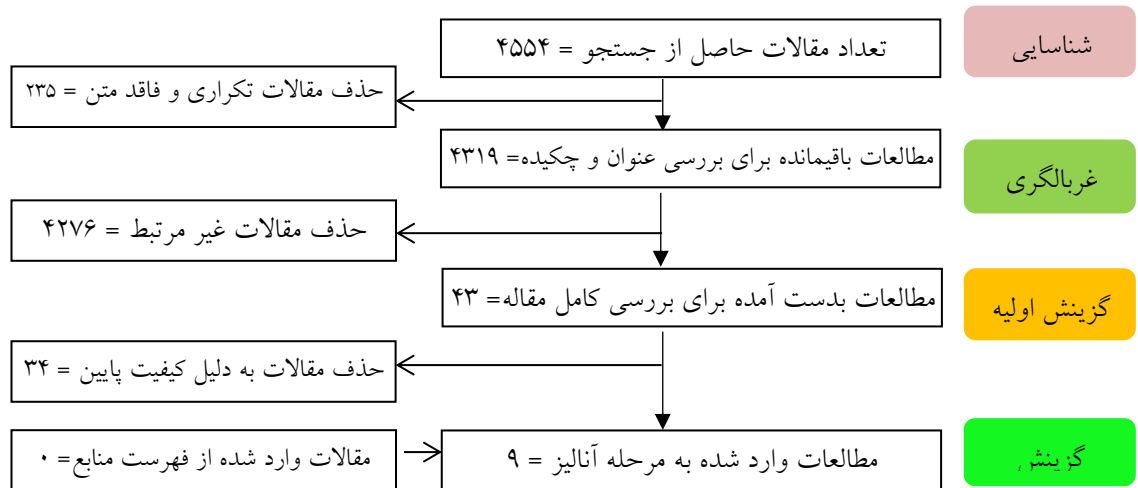 شناسایی
تعداد مقالات حاصل از جستجو = ۴۵۵۴
حذف مقالات تکراری و فاقد متن = ۲۳۵
غربالگری
مطالعات باقیمانده برای بررسی عنوان و چکیده= ۴۳۱۹
حذف مقالات غیر مرتبط = ۴۲۷۶
گزینش اولیه
مطالعات بدست آمده برای بررسی کامل مقاله= ۴۳
حذف مقالات به دلیل کیفیت پایین = ۳۴
گزینش
مطالعات وارد شده به مرحله آنالیز = ۹
مقالات وارد شده از فهرست منابع= ۰